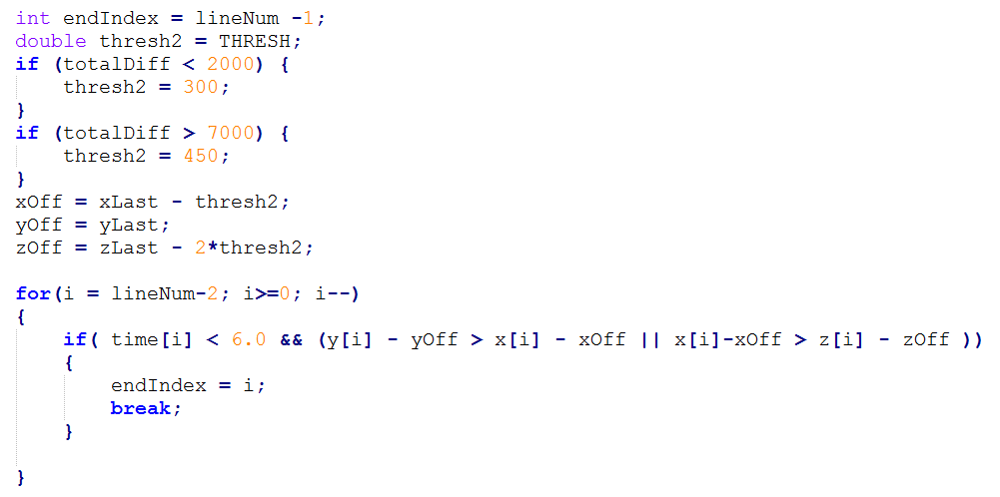 int endIndex = lineNum -1;
double thresh2 = THRESH;
if (totalDiff < 2000) {
    thresh2 = 300;
}
if (totalDiff > 7000) {
    thresh2 = 450;
}
xOff = xLast - thresh2;
yOff = yLast;
zOff = zLast - 2*thresh2;

for(i = lineNum-2; i>=0; i--)
{
    if( time[i] < 6.0 && (y[i] - yOff > x[i] - xOff || x[i]-xOff > z[i] - zOff ))
    {
        endIndex = i;
        break;
    }

}